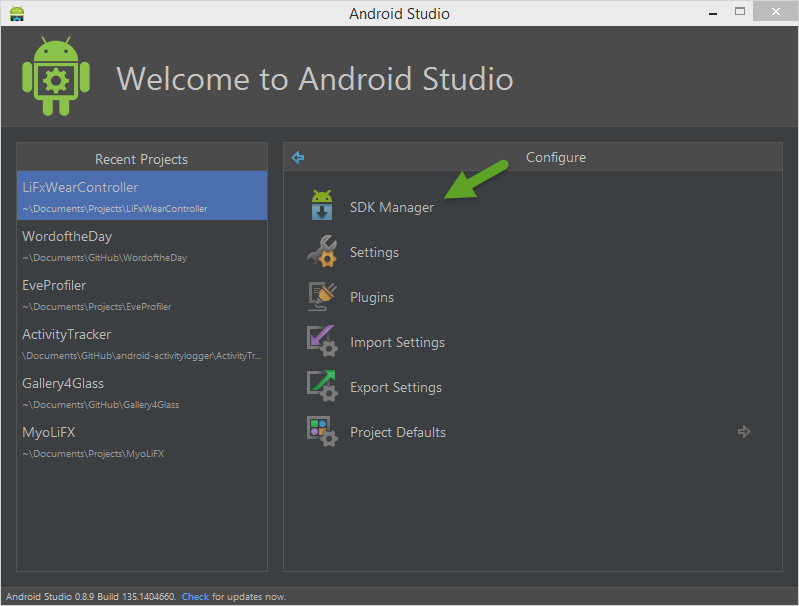 Android Studio
Welcome to Android Studio
Recent Projects
LiFxWearController
~\Documents\Projects\LiFxWearController
WordoftheDay
~\Documents\GitHub\WordoftheDay
EveProfiler
~\Documents\Projects\EveProfiler
ActivityTracker
\Documents\GitHub\android-activitylogger\ActivityTr...
Gallery4Glass
~\Documents\GitHub\Gallery4Glass
MyoLiFX
~\Documents\Projects\MyoLiFX
Configure
SDK Manager
Settings
Plugins
Import Settings
Export Settings
Project Defaults
Android Studio 0.8.9 Build 135.1404660. Check for updates now.